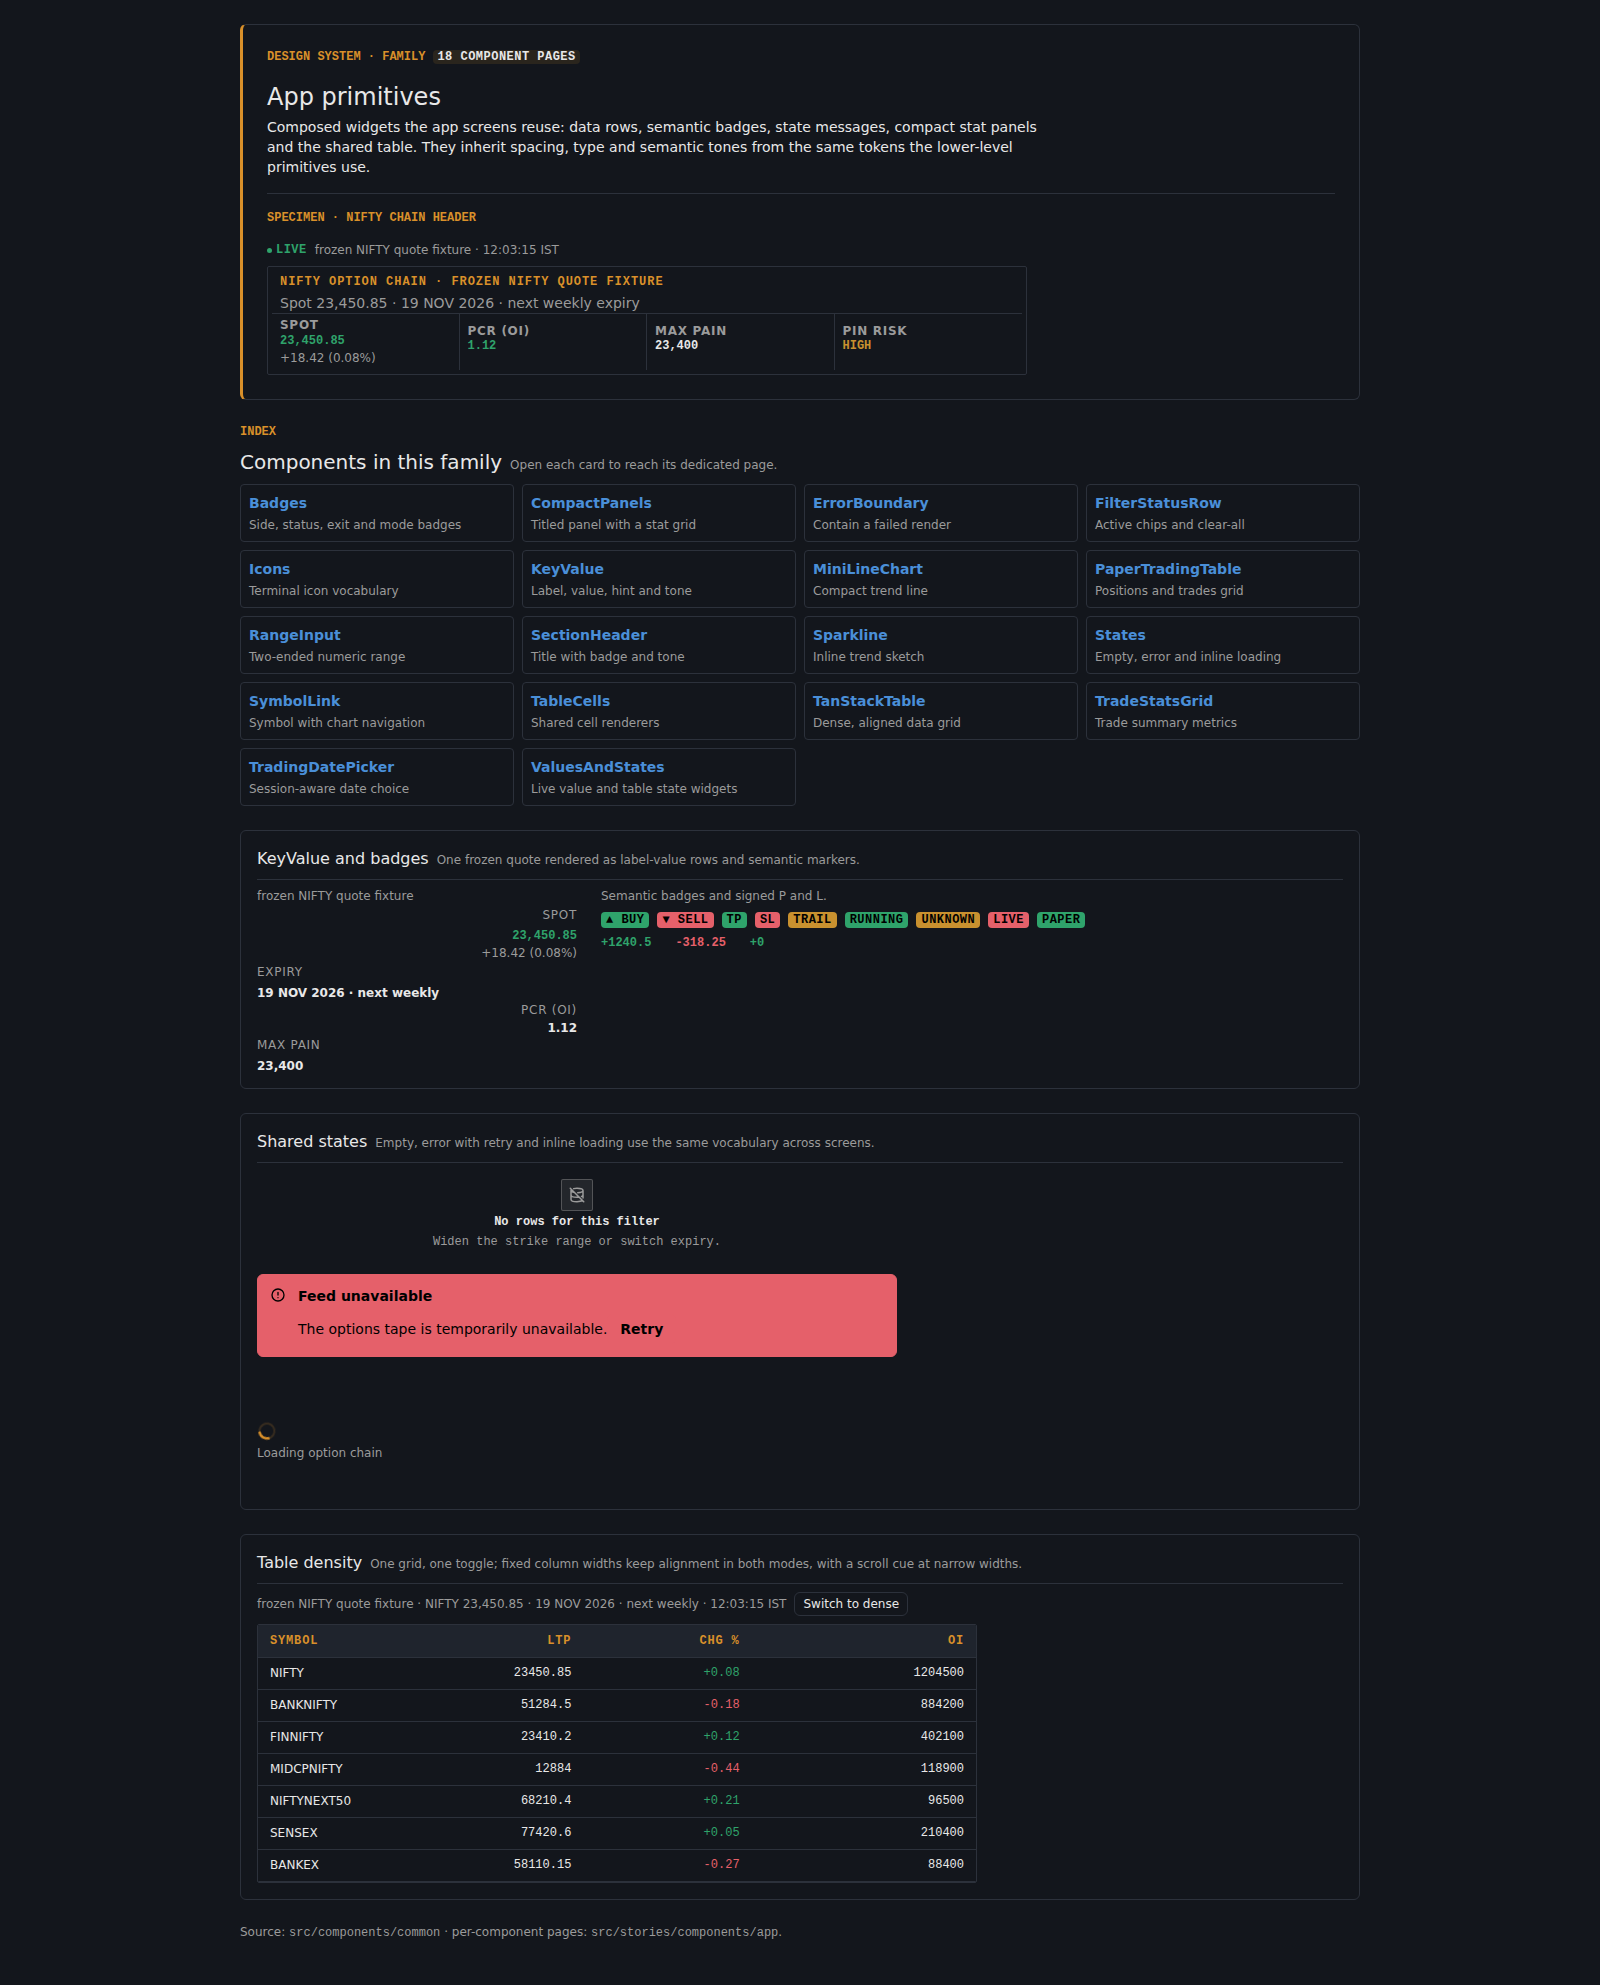 DESIGN SYSTEM · FAMILY 18 COMPONENT PAGES
App primitives
Composed widgets the app screens reuse: data rows, semantic badges, state messages, compact stat panels
and the shared table. They inherit spacing, type and semantic tones from the same tokens the lower-level
primitives use.
SPECIMEN · NIFTY CHAIN HEADER
LIVE frozen NIFTY quote fixture · 12:03:15 IST
NIFTY OPTION CHAIN · FROZEN NIFTY QUOTE FIXTURE
Spot 23,450.85 · 19 NOV 2026 · next weekly expiry
SPOT
23,450.85
+18.42 (0.08%)
PCR (OI)
1.12
MAX PAIN
23,400
PIN RISK
HIGH
INDEX
Components in this family Open each card to reach its dedicated page.
Badges
Side, status, exit and mode badges
CompactPanels
Titled panel with a stat grid
ErrorBoundary
Contain a failed render
FilterStatusRow
Active chips and clear-all
Icons
Terminal icon vocabulary
KeyValue
Label, value, hint and tone
MiniLineChart
Compact trend line
PaperTradingTable
Positions and trades grid
RangeInput
Two-ended numeric range
SectionHeader
Title with badge and tone
Sparkline
Inline trend sketch
States
Empty, error and inline loading
SymbolLink
Symbol with chart navigation
TableCells
Shared cell renderers
TanStackTable
Dense, aligned data grid
TradeStatsGrid
Trade summary metrics
TradingDatePicker
Session-aware date choice
ValuesAndStates
Live value and table state widgets
KeyValue and badges One frozen quote rendered as label-value rows and semantic markers.
frozen NIFTY quote fixture
SPOT
23,450.85
+18.42 (0.08%)
EXPIRY
19 NOV 2026 · next weekly
PCR (OI)
1.12
MAX PAIN
23,400
Semantic badges and signed P and L.
▲ BUY ▼ SELL TP SL TRAIL RUNNING UNKNOWN LIVE PAPER
+1240.5 -318.25 +0
Shared states Empty, error with retry and inline loading use the same vocabulary across screens.
No rows for this filter
Widen the strike range or switch expiry.
Feed unavailable
The options tape is temporarily unavailable. Retry
Loading option chain
Table density One grid, one toggle; fixed column widths keep alignment in both modes, with a scroll cue at narrow widths.
frozen NIFTY quote fixture · NIFTY 23,450.85 · 19 NOV 2026 · next weekly · 12:03:15 IST Switch to dense
SYMBOL LTP CHG % OI
NIFTY 23450.85 +0.08 1204500
BANKNIFTY 51284.5 -0.18 884200
FINNIFTY 23410.2 +0.12 402100
MIDCPNIFTY 12884 -0.44 118900
NIFTYNEXT50 68210.4 +0.21 96500
SENSEX 77420.6 +0.05 210400
BANKEX 58110.15 -0.27 88400
Source: src/components/common · per-component pages: src/stories/components/app.